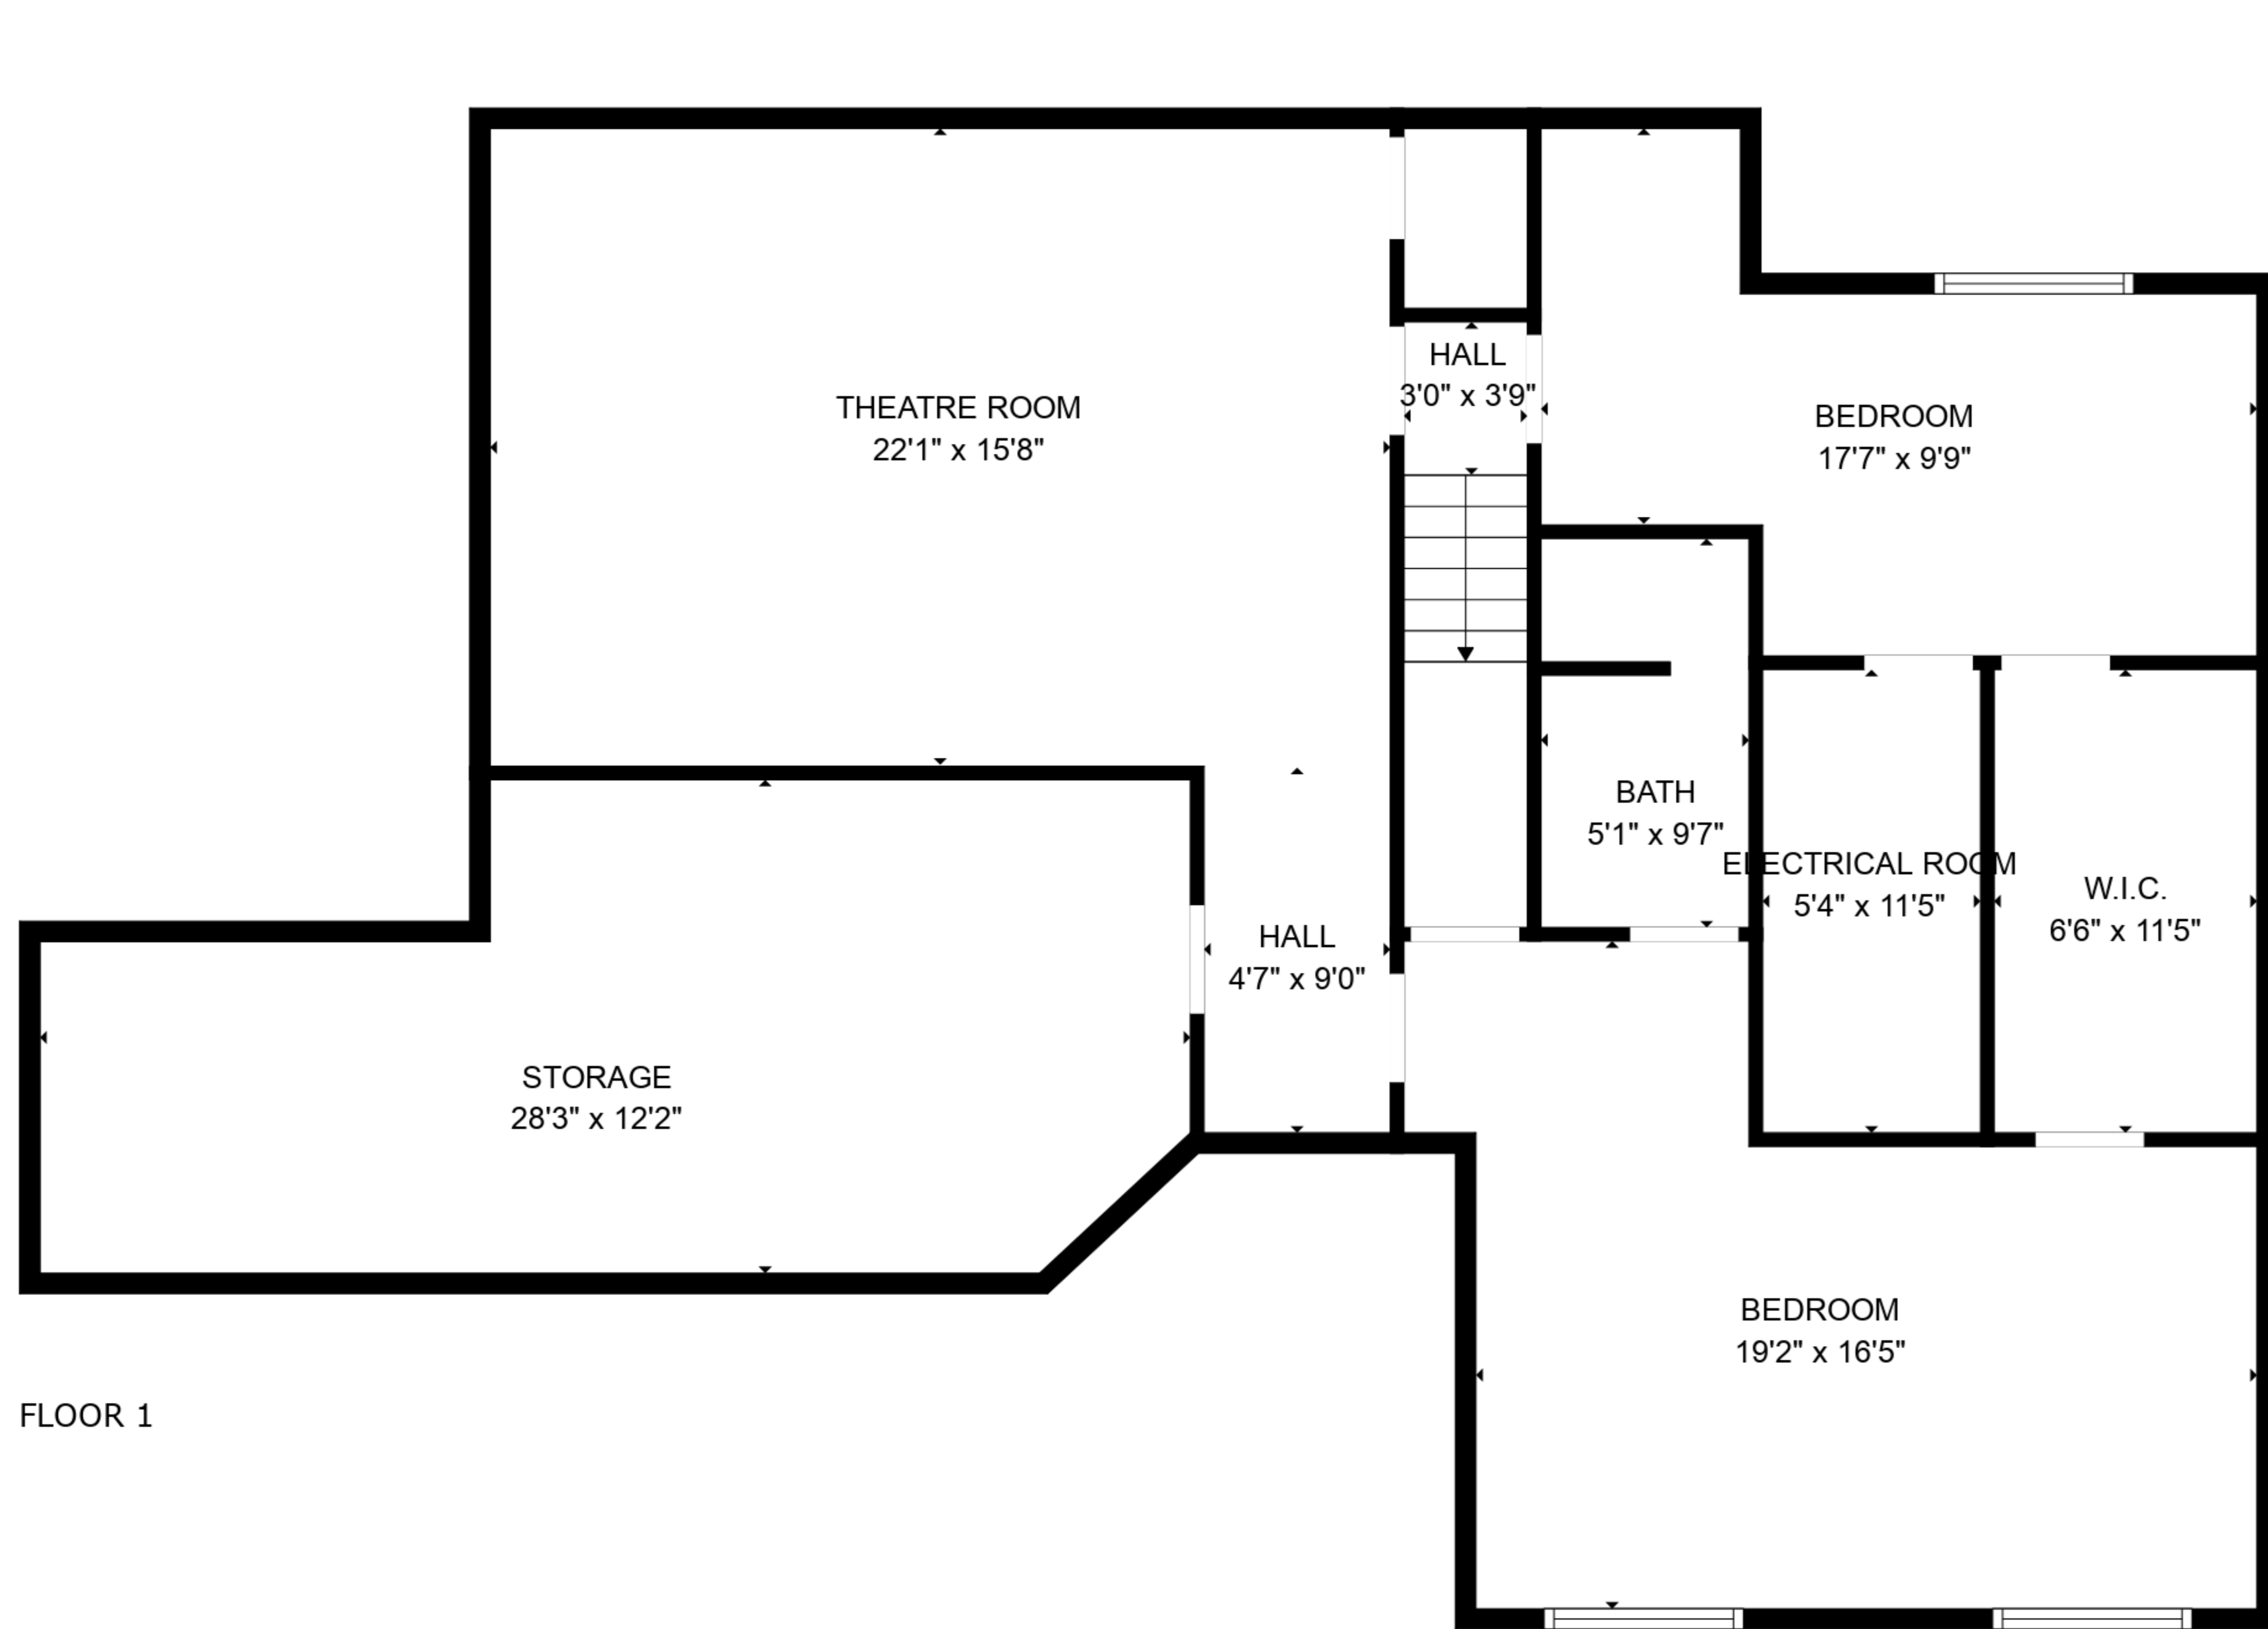 HALL
3'0" x 3'9"
THEATRE ROOM
22'1" x 15'8"
BEDROOM
17'7" x 9'9"
BATH
5'1" x 9'7"
ELECTRICAL ROOM
5'4" x 11'5"
W.I.C.
6'6" x 11'5"
HALL
4'7" x 9'0"
STORAGE
28'3" x 12'2"
BEDROOM
19'2" x 16'5"
FLOOR 1